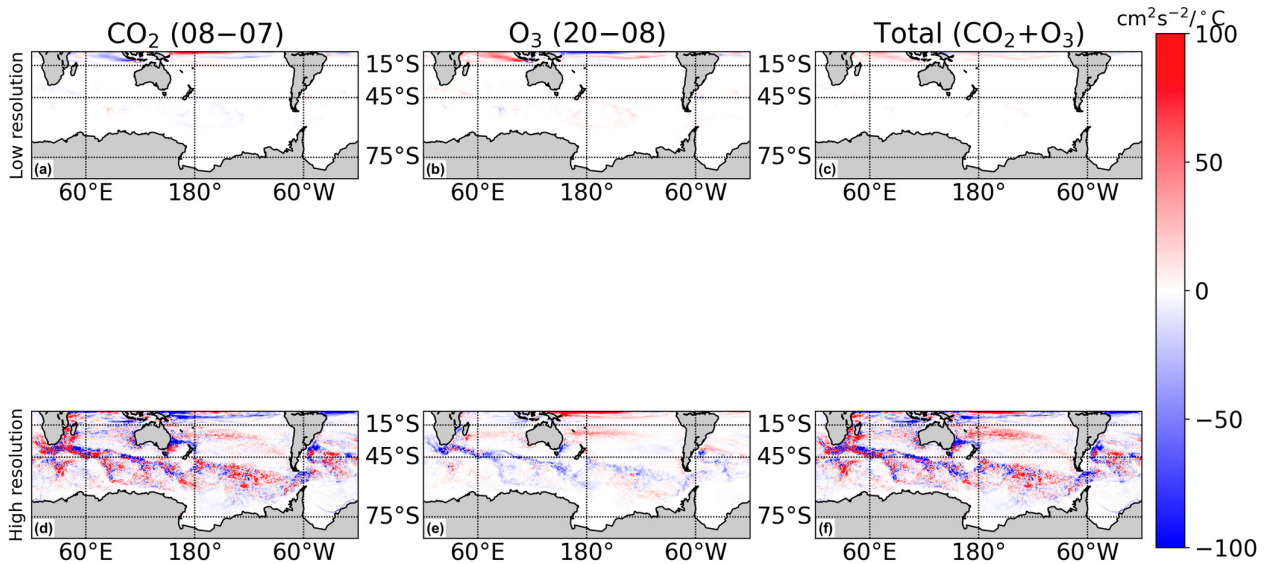 CO₂ (08−07) O₃ (20−08) Total (CO₂+O₃) cm²s⁻²/°C
Low resolution
(a) 15°S 45°S 75°S
60°E 180° 60°W
(b) 15°S 45°S 75°S
60°E 180° 60°W
(c)
60°E 180° 60°W
100
50
0
−50
−100
High resolution
(d) 15°S 45°S 75°S
60°E 180° 60°W
(e) 15°S 45°S 75°S
60°E 180° 60°W
(f)
60°E 180° 60°W